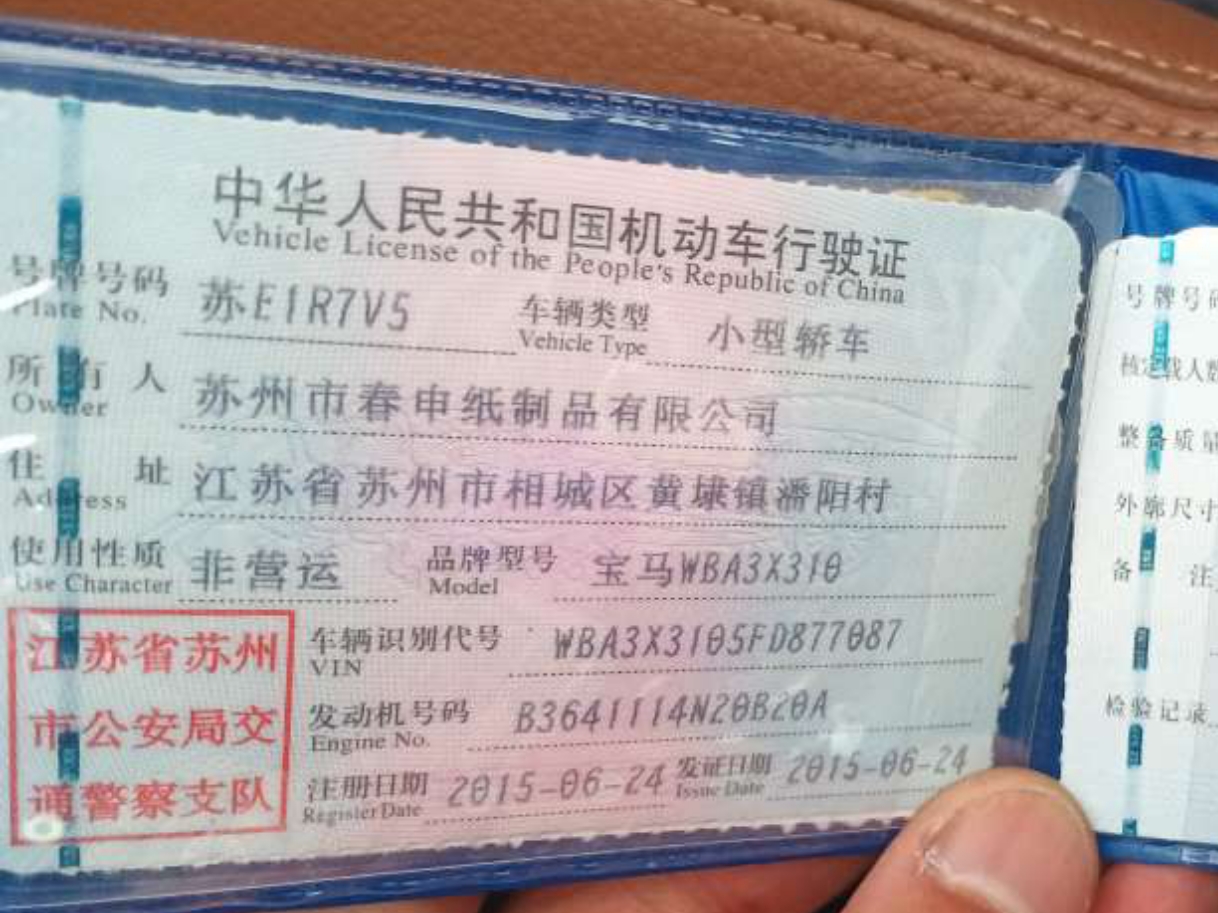 中华人民共和国机动车行驶证
Vehicle License of the People's Republic of China
号牌号码 苏E1R7V5 车辆类型 小型轿车
Plate No. Vehicle Type
所有人 苏州市春申纸制品有限公司
Owner
住址 江苏省苏州市相城区黄埭镇潘阳村
Address
使用性质 非营运 品牌型号 宝马WBA3X310
Use Character Model
江苏省苏州
市公安局交
通警察支队
车辆识别代号 WBA3X3105FD877087
VIN
发动机号码 B3641114N20B20A
Engine No.
注册日期 2015-06-24 发证日期 2015-06-24
Register Date Issue Date
号牌号码
核定载人数
整备质量
外廓尺寸
备注
检验记录